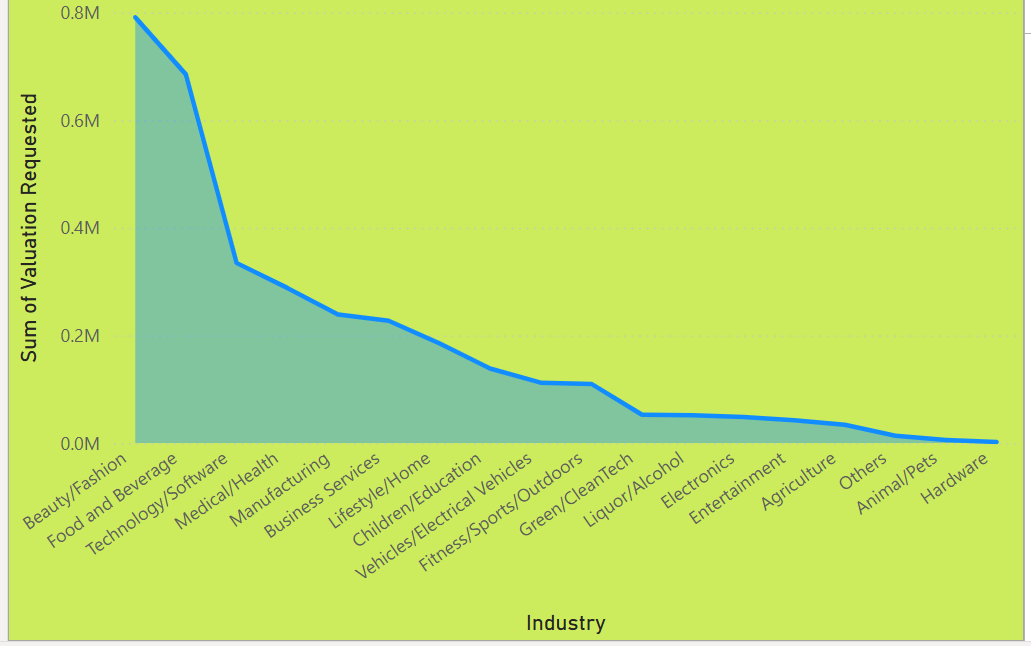 0.8M
0.6M
0.4M
0.2M
0.0M
Sum of Valuation Requested
Beauty/Fashion
Food and Beverage
Technology/Software
Medical/Health
Manufacturing
Business Services
Lifestyle/Home
Children/Education
Vehicles/Electrical Vehicles
Fitness/Sports/Outdoors
Green/CleanTech
Liquor/Alcohol
Electronics
Entertainment
Agriculture
Others
Animal/Pets
Hardware
Industry